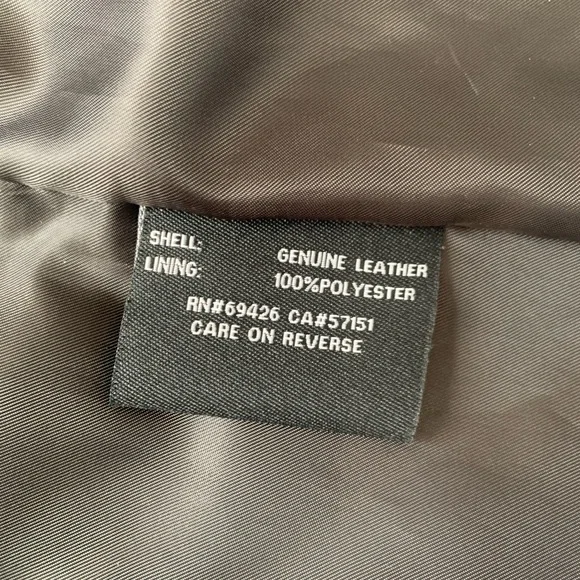 SHELL: GENUINE LEATHER
LINING: 100%POLYESTER
RN#69426 CA#57151
CARE ON REVERSE